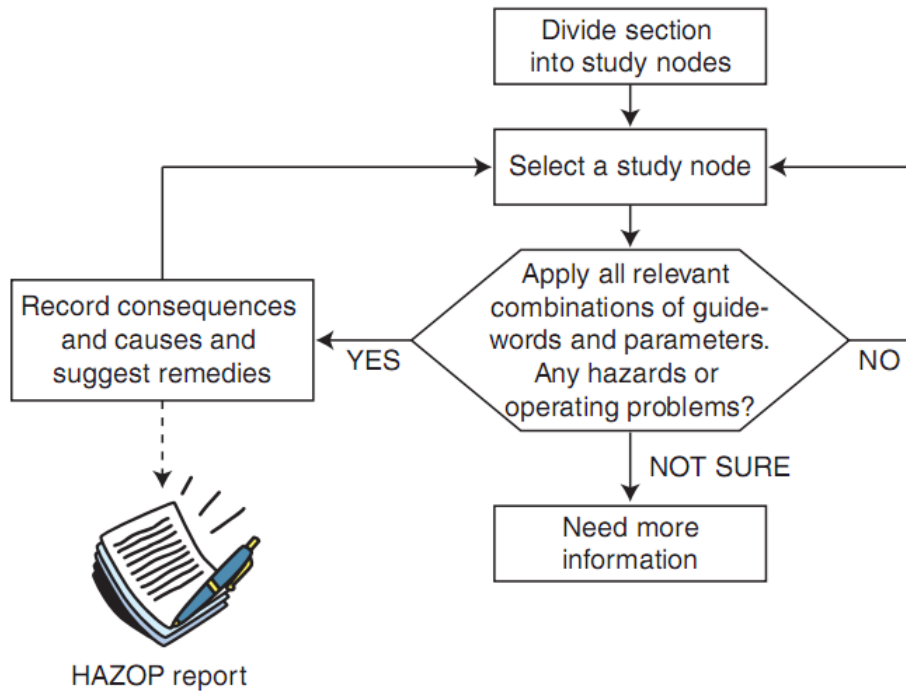 Divide section
into study nodes
Select a study node
Apply all relevant
combinations of guide-
words and parameters.
Any hazards or
operating problems?
YES
NO
Record consequences
and causes and
suggest remedies
NOT SURE
Need more
information
HAZOP report